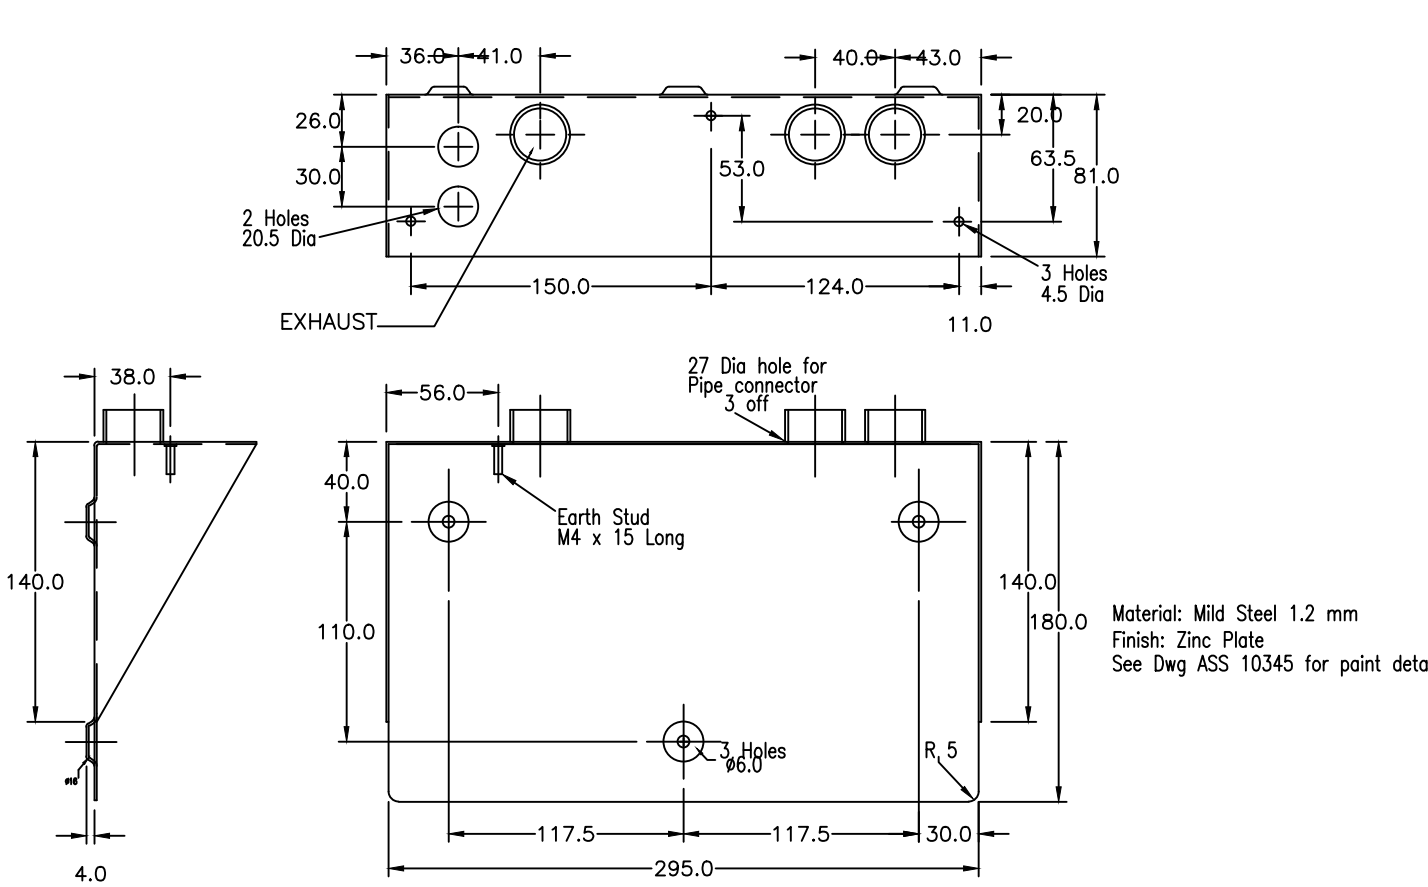 36.0
41.0
40.0
43.0
26.0
20.0
53.0
63.5
30.0
81.0
2 Holes
20.5 Dia
150.0
124.0
3 Holes
4.5 Dia
EXHAUST
11.0
38.0
56.0
27 Dia hole for
Pipe connector
3 off
40.0
Earth Stud
M4 x 15 Long
140.0
140.0
110.0
180.0
Material: Mild Steel 1.2 mm
Finish: Zinc Plate
See Dwg ASS 10345 for paint deta
3 Holes
ø6.0
R 5
ø18
117.5
117.5
30.0
4.0
295.0